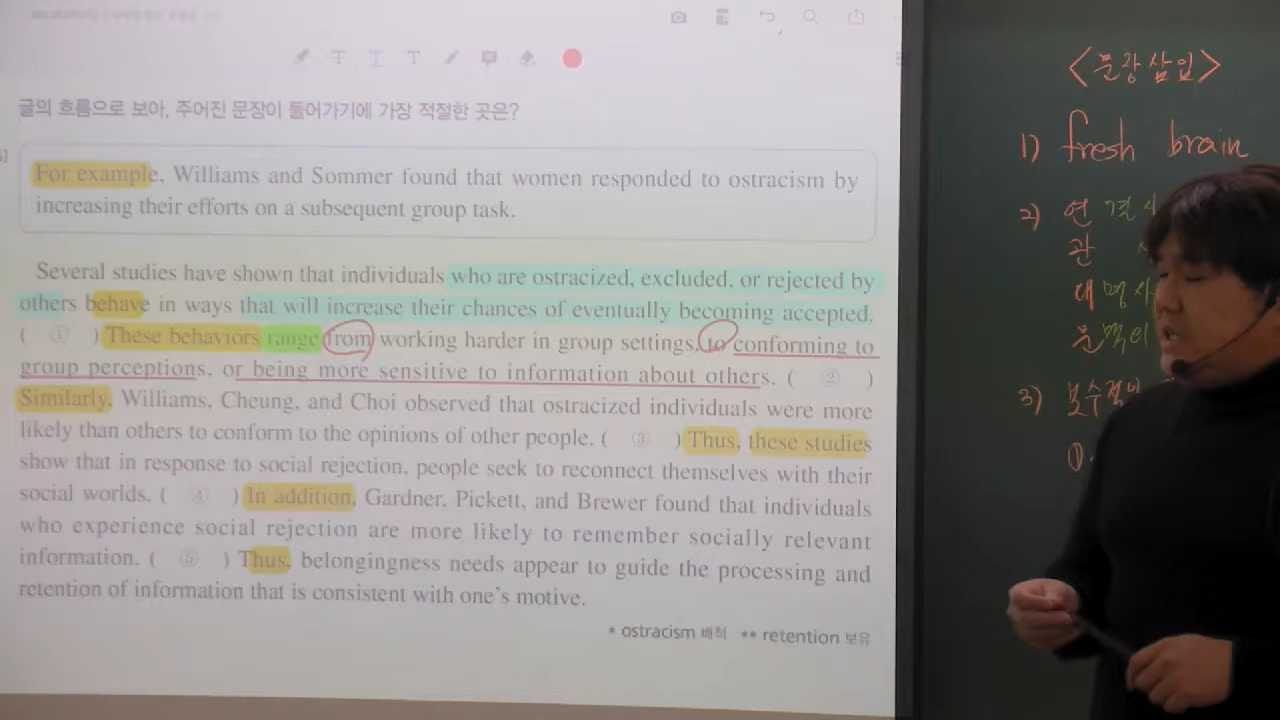 글의 흐름으로 보아, 주어진 문장이 들어가기에 가장 적절한 곳은?
For example, Williams and Sommer found that women responded to ostracism by
increasing their efforts on a subsequent group task.
Several studies have shown that individuals who are ostracized, excluded, or rejected by
others behave in ways that will increase their chances of eventually becoming accepted.
( ① ) These behaviors range from working harder in group settings, to conforming to
group perceptions, or being more sensitive to information about others. ( ② )
Similarly, Williams, Cheung, and Choi observed that ostracized individuals were more
likely than others to conform to the opinions of other people. ( ③ ) Thus, these studies
show that in response to social rejection, people seek to reconnect themselves with their
social worlds. ( ④ ) In addition, Gardner, Pickett, and Brewer found that individuals
who experience social rejection are more likely to remember socially relevant
information. ( ⑤ ) Thus, belongingness needs appear to guide the processing and
retention of information that is consistent with one's motive.
* ostracism 배척 ** retention 보유
<문장삽입>
1) fresh brain
2) 연결사
관
대명사
문맥
3)
①